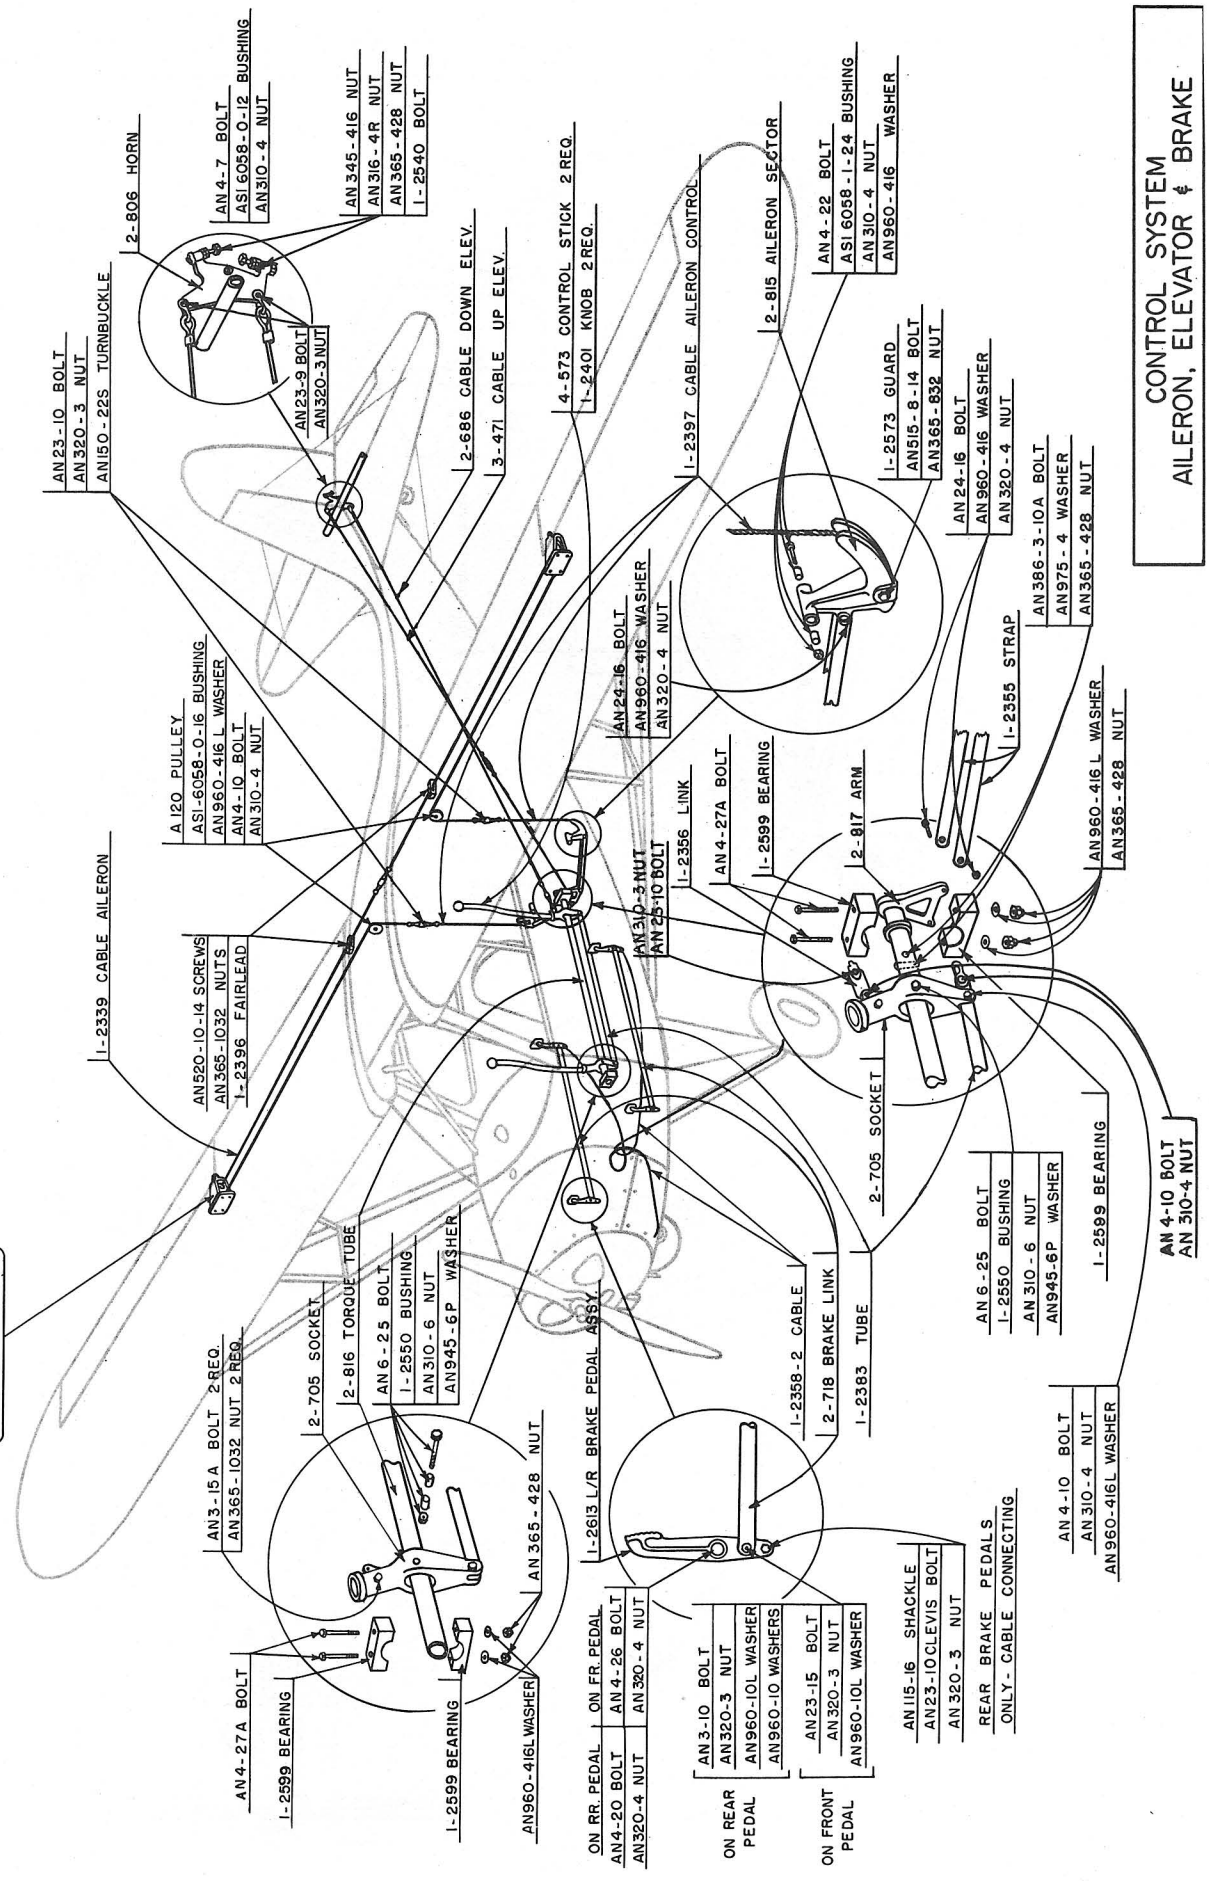 CONTROL SYSTEM
AILERON, ELEVATOR & BRAKE
AN23-10 BOLT
AN320-3 NUT
AN150-22S TURNBUCKLE
2-806 HORN
AN4-7 BOLT
ASI 6058-0-12 BUSHING
AN310-4 NUT
AN345-416 NUT
AN316-4R NUT
AN365-428 NUT
1-2540 BOLT
AN23-9 BOLT
AN320-3 NUT
2-686 CABLE DOWN ELEV.
3-471 CABLE UP ELEV.
4-573 CONTROL STICK 2 REQ.
1-2401 KNOB 2 REQ.
1-2397 CABLE AILERON CONTROL
2-815 AILERON SECTOR
AN4-22 BOLT
ASI 6058-1-24 BUSHING
AN310-4 NUT
AN960-416 WASHER
1-2573 GUARD
AN515-8-14 BOLT
AN365-832 NUT
AN24-16 BOLT
AN960-416 WASHER
AN320-4 NUT
AN386-3-10A BOLT
AN975-4 WASHER
AN365-428 NUT
1-2339 CABLE AILERON
A120 PULLEY
ASI-6058-0-16 BUSHING
AN960-416 L WASHER
AN4-10 BOLT
AN310-4 NUT
AN520-10-14 SCREWS
AN365-1032 NUTS
1-2396 FAIRLEAD
AN24-16 BOLT
AN960-416 WASHER
AN320-4 NUT
AN310-3 NUT
AN23-10 BOLT
1-2356 LINK
AN4-27A BOLT
1-2599 BEARING
2-817 ARM
1-2355 STRAP
AN960-416 L WASHER
AN365-428 NUT
AN3-15A BOLT 2 REQ.
AN365-1032 NUT 2 REQ.
2-705 SOCKET
2-816 TORQUE TUBE
AN6-25 BOLT
1-2550 BUSHING
AN310-6 NUT
AN945-6P WASHER
1-2613 L/R BRAKE PEDAL ASSY.
1-2358-2 CABLE
2-718 BRAKE LINK
1-2383 TUBE
2-705 SOCKET
AN6-25 BOLT
1-2550 BUSHING
AN310-6 NUT
AN945-6P WASHER
1-2599 BEARING
AN4-10 BOLT
AN310-4 NUT
AN4-27A BOLT
1-2599 BEARING
1-2599 BEARING
AN960-416L WASHER
AN365-428 NUT
ON RR. PEDAL
AN4-20 BOLT
AN320-4 NUT
ON FR. PEDAL
AN4-26 BOLT
AN320-4 NUT
ON REAR
PEDAL
AN3-10 BOLT
AN320-3 NUT
AN960-10L WASHER
AN960-10 WASHERS
ON FRONT
PEDAL
AN23-15 BOLT
AN320-3 NUT
AN960-10L WASHER
AN115-16 SHACKLE
AN23-10 CLEVIS BOLT
AN320-3 NUT
REAR BRAKE PEDALS
ONLY-CABLE CONNECTING
AN4-10 BOLT
AN310-4 NUT
AN960-416L WASHER